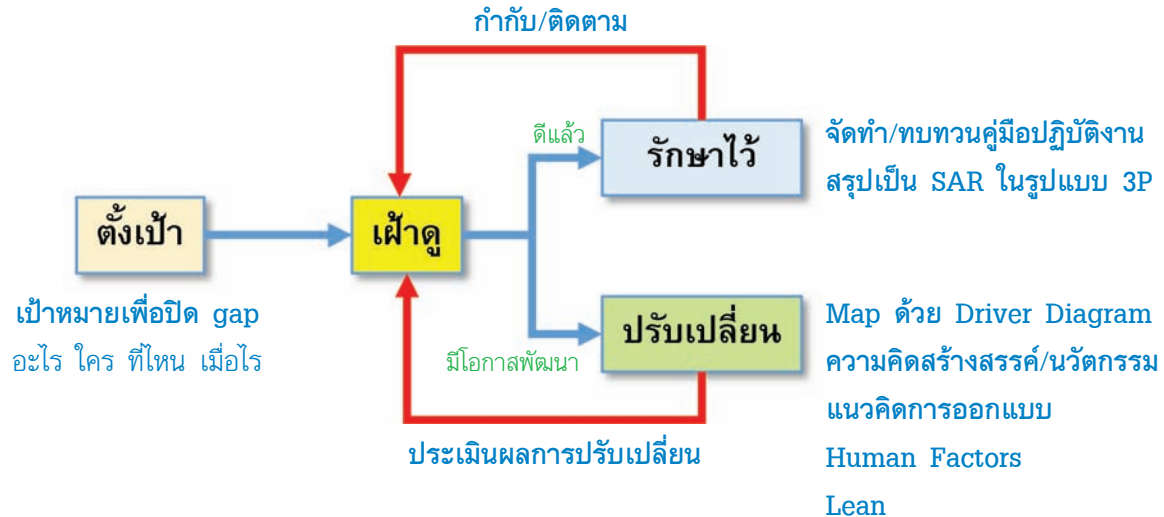 กำกับ/ติดตาม
ดีแล้ว
รักษาไว้
จัดทำ/ทบทวนคู่มือปฏิบัติงาน
สรุปเป็น SAR ในรูปแบบ 3P
ตั้งเป้า
เฝ้าดู
เป้าหมายเพื่อปิด gap
อะไร ใคร ที่ไหน เมื่อไร
มีโอกาสพัฒนา
ปรับเปลี่ยน
Map ด้วย Driver Diagram
ความคิดสร้างสรรค์/นวัตกรรม
แนวคิดการออกแบบ
Human Factors
Lean
ประเมินผลการปรับเปลี่ยน